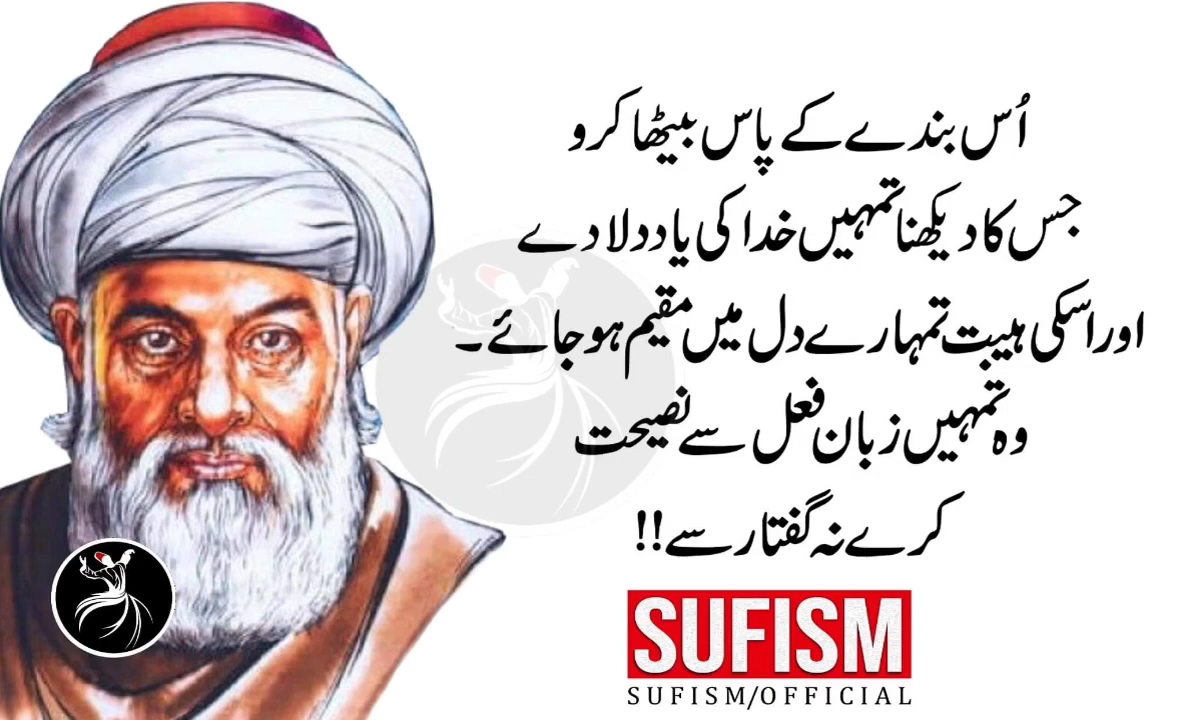 اُس بندے کے پاس بیٹھا کرو
جس کا دیکھنا تمہیں خدا کی یاد دلا دے
اور اسکی ہیبت تمہارے دل میں مقیم ہو جائے۔
وہ تمہیں زبان فعل سے نصیحت
کرے نہ گفتار سے!!
SUFISM
SUFISM/OFFICIAL